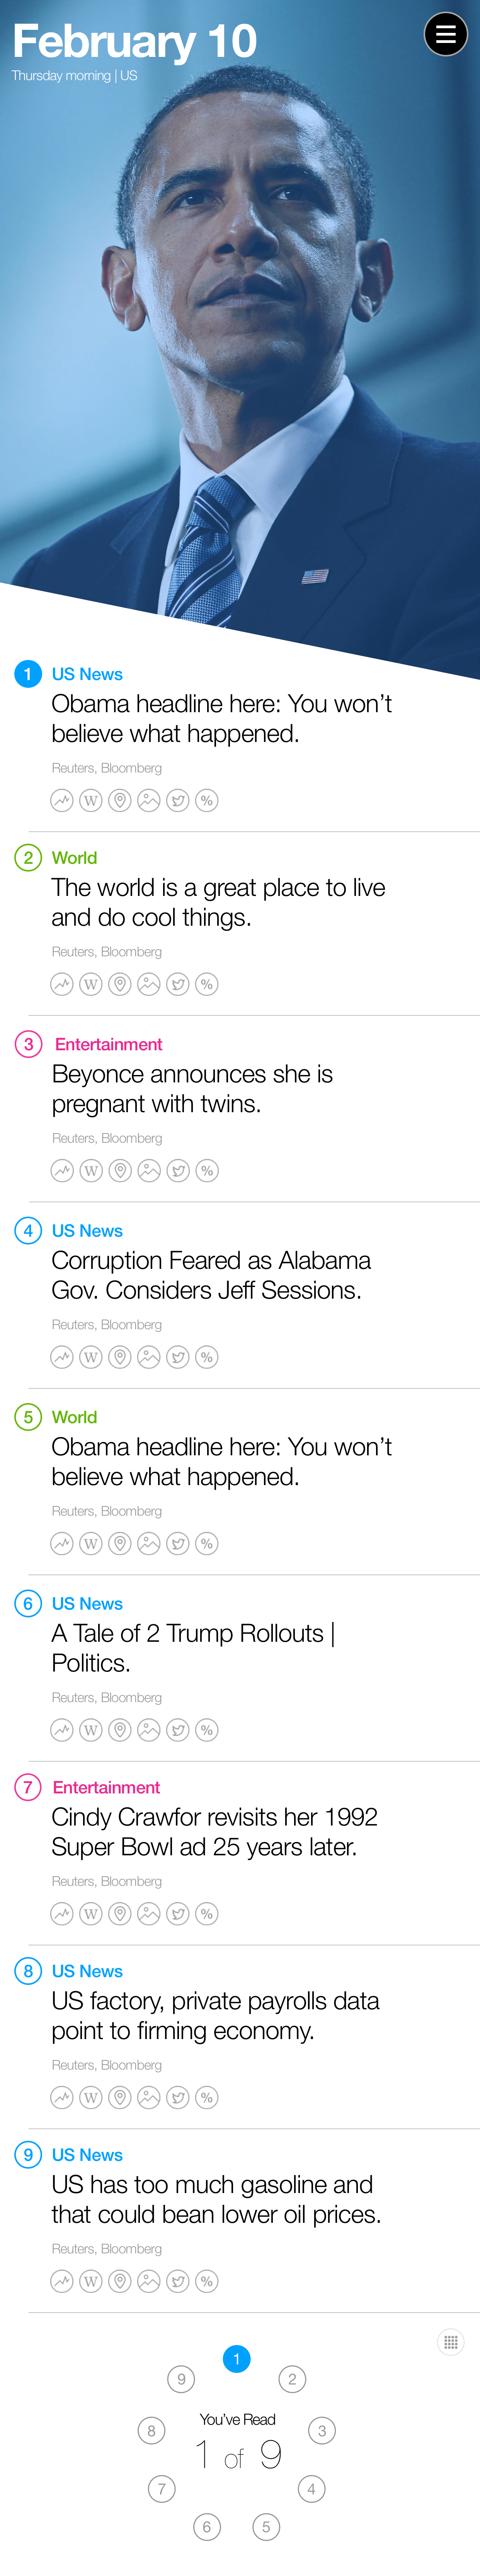 February 10
Thursday morning | US
1 US News
Obama headline here: You won't
believe what happened.
Reuters, Bloomberg
W %
2 World
The world is a great place to live
and do cool things.
Reuters, Bloomberg
W %
3 Entertainment
Beyonce announces she is
pregnant with twins.
Reuters, Bloomberg
W %
4 US News
Corruption Feared as Alabama
Gov. Considers Jeff Sessions.
Reuters, Bloomberg
W %
5 World
Obama headline here: You won't
believe what happened.
Reuters, Bloomberg
W %
6 US News
A Tale of 2 Trump Rollouts |
Politics.
Reuters, Bloomberg
W %
7 Entertainment
Cindy Crawfor revisits her 1992
Super Bowl ad 25 years later.
Reuters, Bloomberg
W %
8 US News
US factory, private payrolls data
point to firming economy.
Reuters, Bloomberg
W %
9 US News
US has too much gasoline and
that could bean lower oil prices.
Reuters, Bloomberg
W %
1
9 2
You've Read
8 3
1 of 9
7 4
6 5